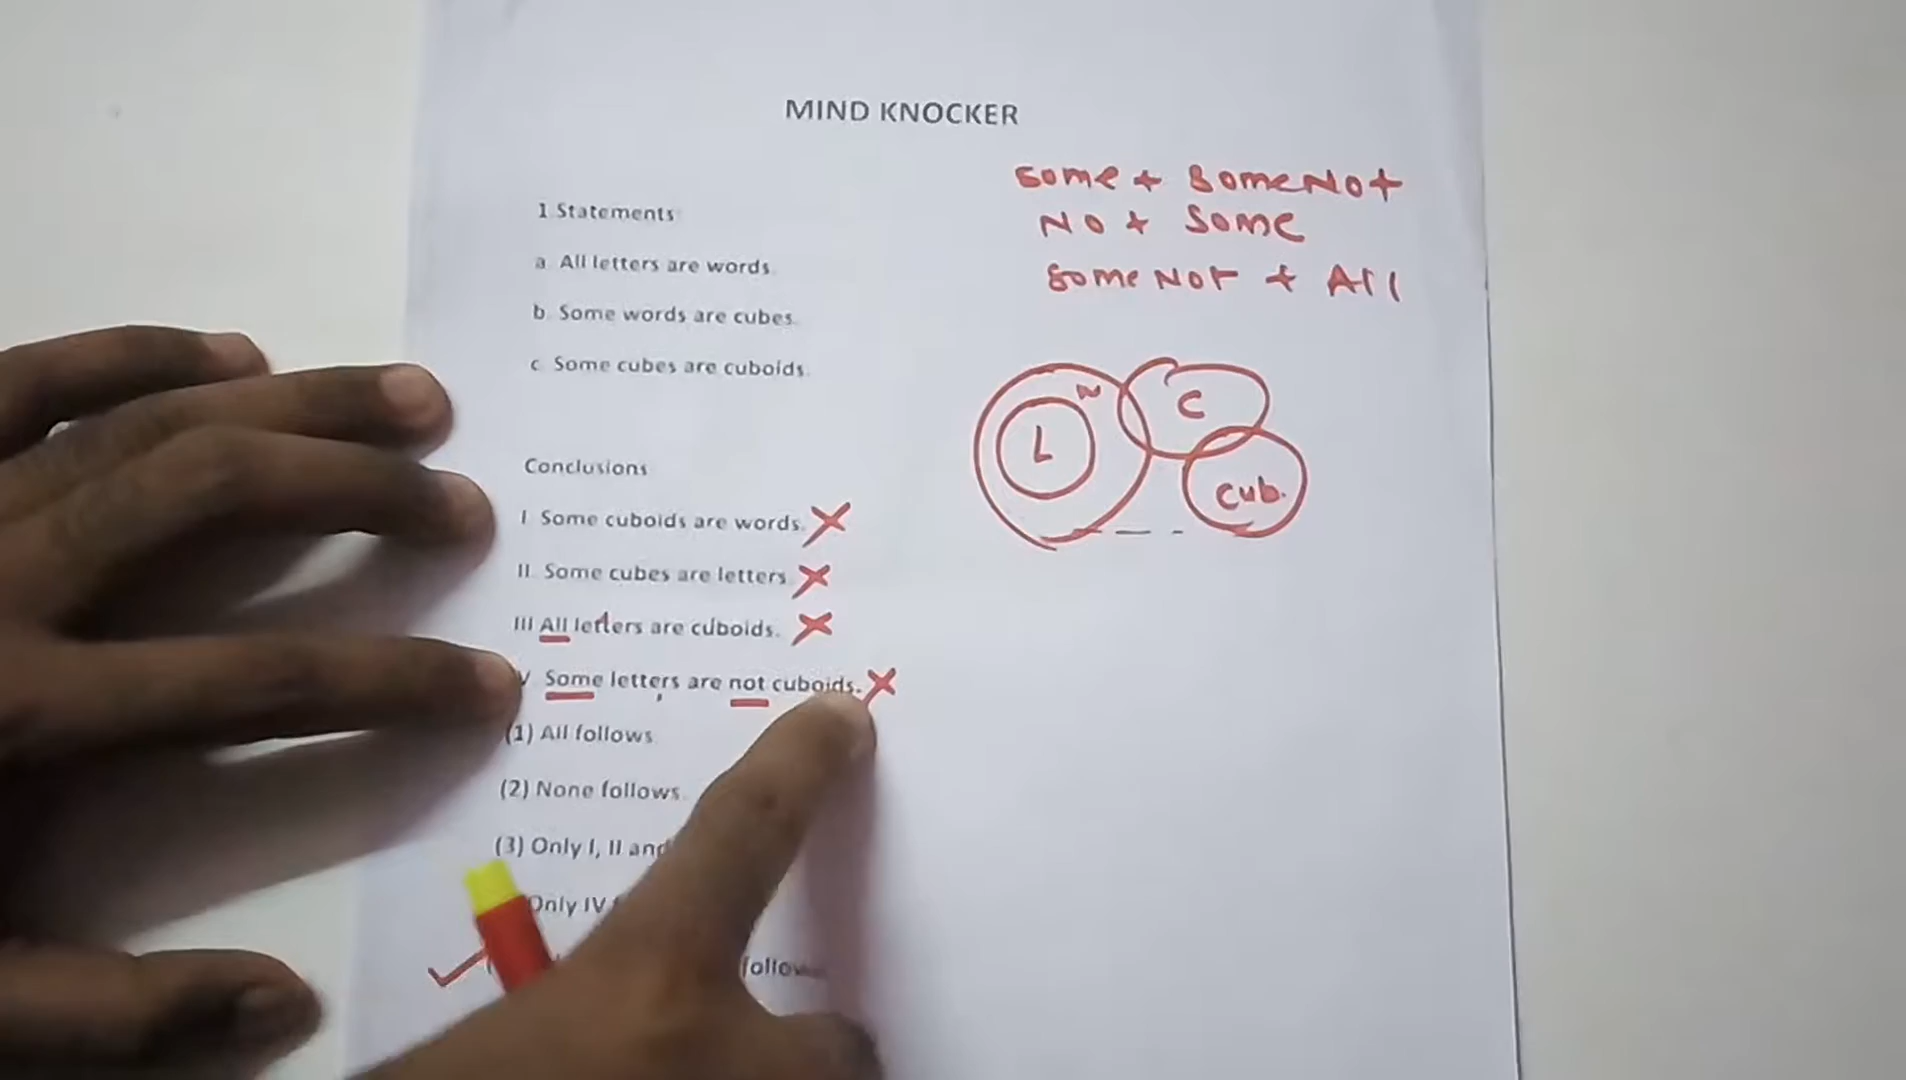 MIND KNOCKER
some + SomeNot
No + Some
Some Not + All
1 Statements
a. All letters are words.
b. Some words are cubes.
c. Some cubes are cuboids.
L
W
C
Cub.
Conclusions
I. Some cuboids are words.
II. Some cubes are letters
III All letters are cuboids.
V. Some letters are not cuboids.
(1) All follows
(2) None follows.
(3) Only I, II and
Only IV
follow